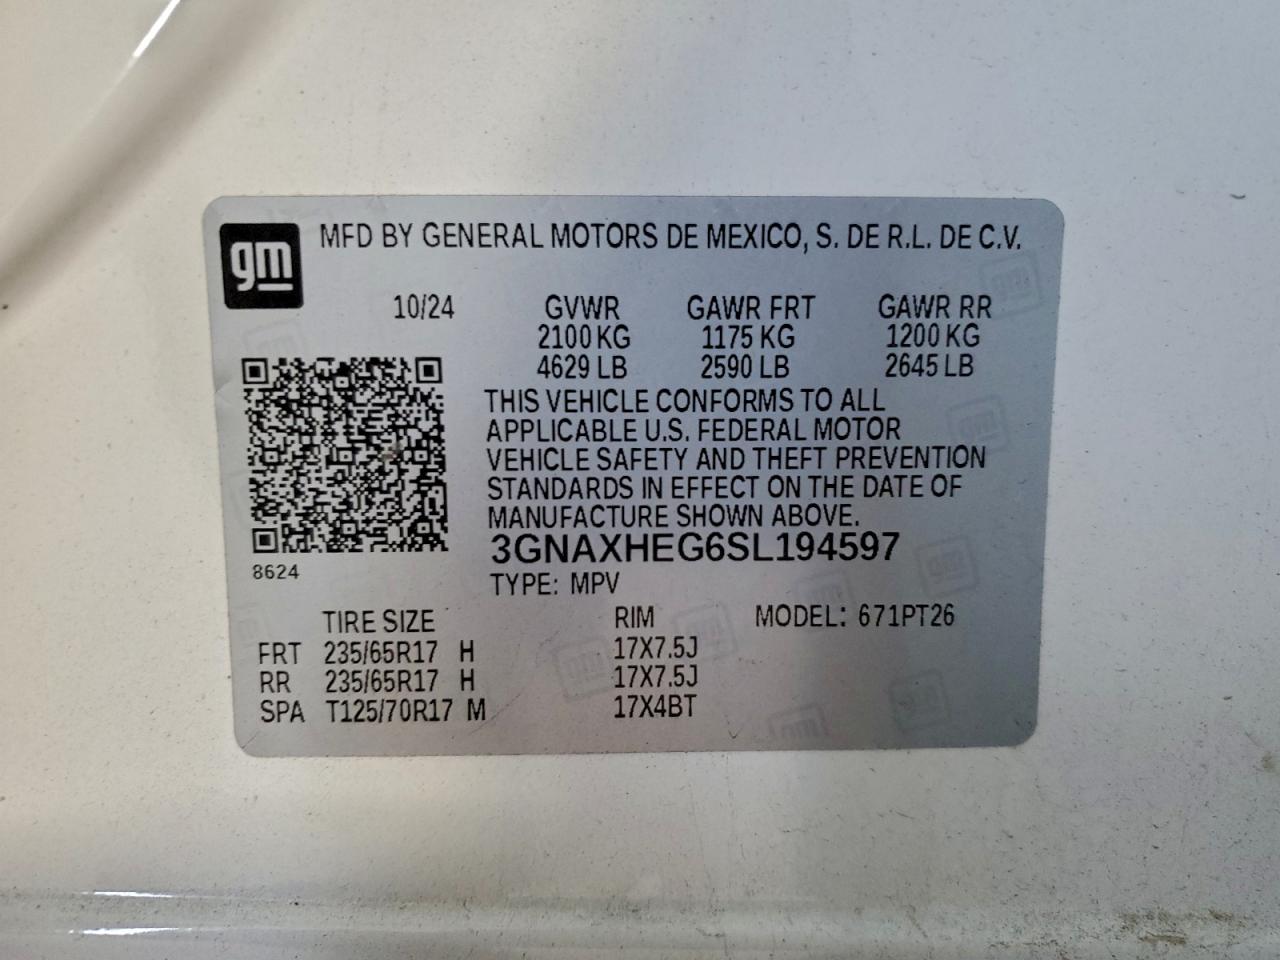 gm
MFD BY GENERAL MOTORS DE MEXICO, S. DE R.L. DE C.V.
10/24 GVWR GAWR FRT GAWR RR
2100 KG 1175 KG 1200 KG
4629 LB 2590 LB 2645 LB
THIS VEHICLE CONFORMS TO ALL
APPLICABLE U.S. FEDERAL MOTOR
VEHICLE SAFETY AND THEFT PREVENTION
STANDARDS IN EFFECT ON THE DATE OF
MANUFACTURE SHOWN ABOVE.
3GNAXHEG6SL194597
8624
TYPE: MPV
TIRE SIZE RIM MODEL: 671PT26
FRT 235/65R17 H 17X7.5J
RR 235/65R17 H 17X7.5J
SPA T125/70R17 M 17X4BT